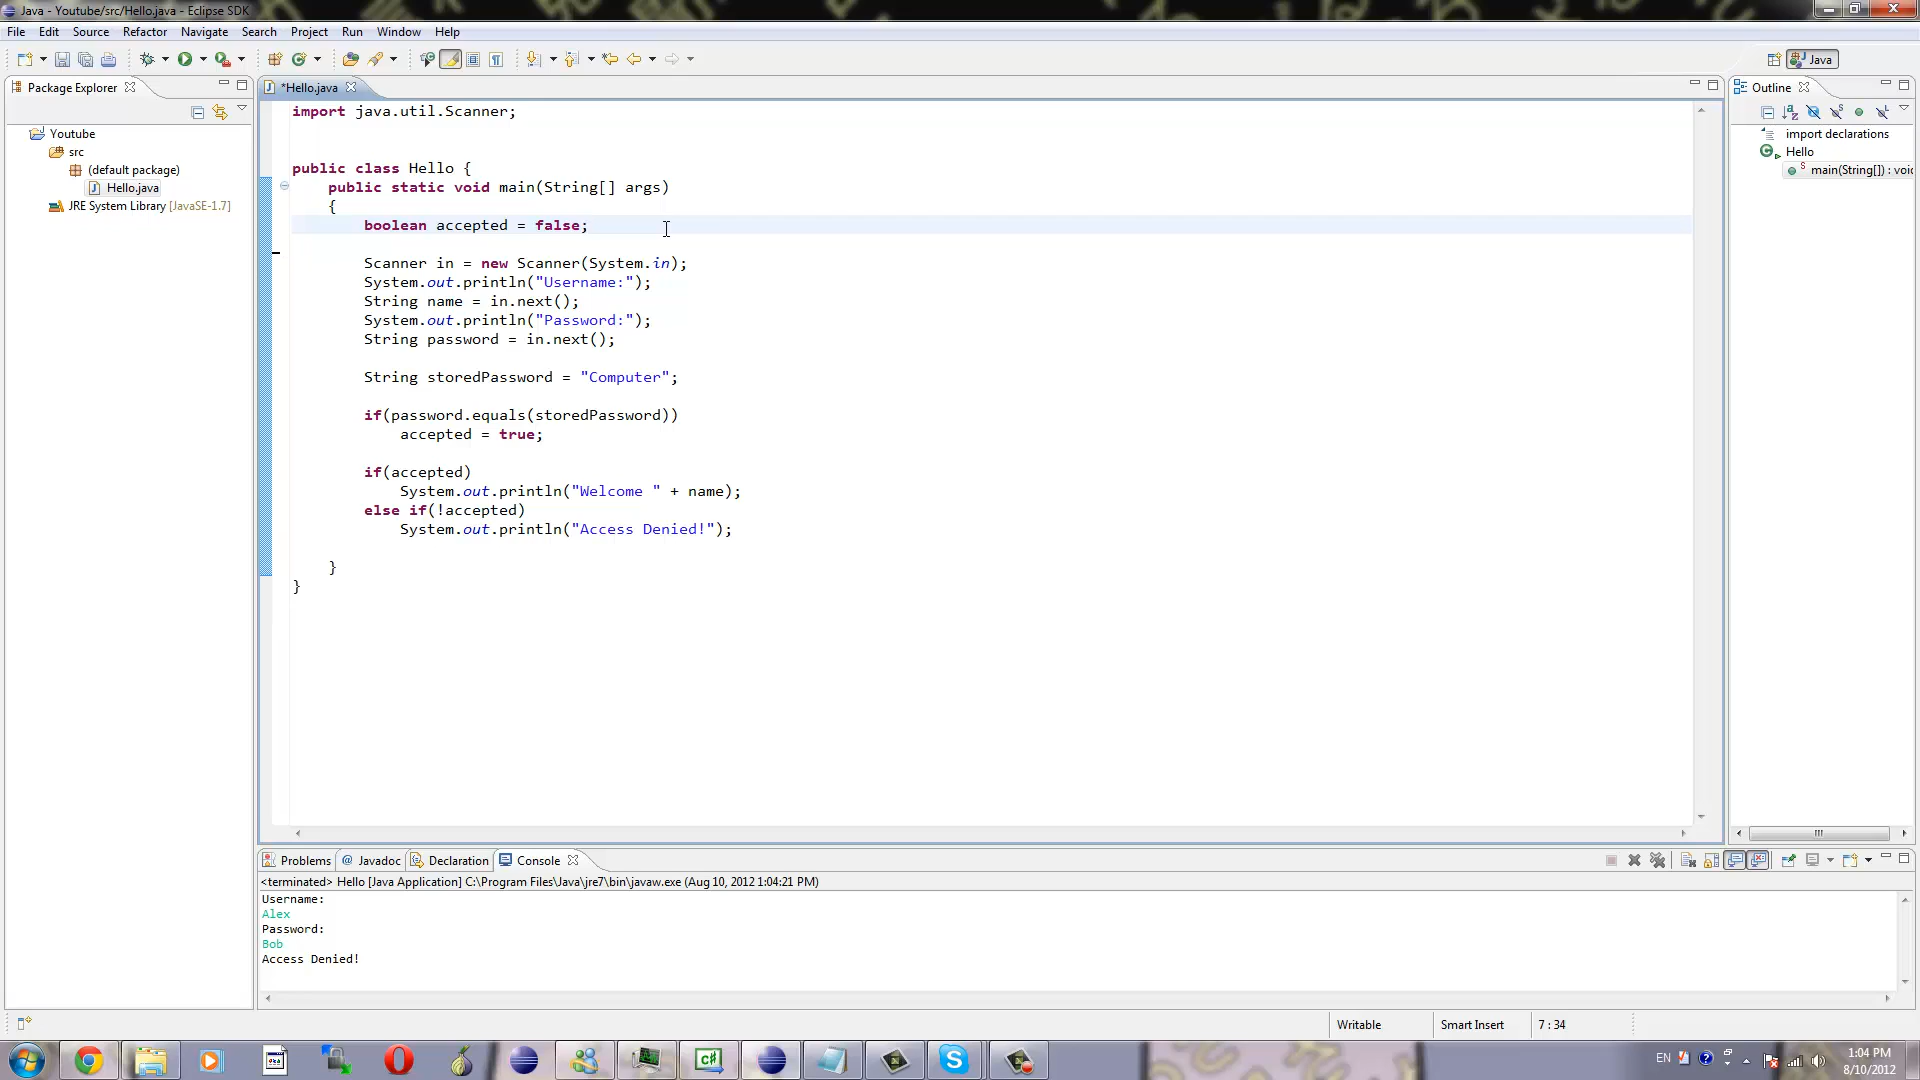 Java - Youtube/src/Hello.java - Eclipse SDK
File Edit Source Refactor Navigate Search Project Run Window Help
Java
Package Explorer
*Hello.java
Outline
Youtube
src
(default package)
Hello.java
JRE System Library [JavaSE-1.7]
import java.util.Scanner;
public class Hello {
public static void main(String[] args)
{
boolean accepted = false;
Scanner in = new Scanner(System.in);
System.out.println("Username:");
String name = in.next();
System.out.println("Password:");
String password = in.next();
String storedPassword = "Computer";
if(password.equals(storedPassword))
accepted = true;
if(accepted)
System.out.println("Welcome " + name);
else if(!accepted)
System.out.println("Access Denied!");
}
}
import declarations
Hello
main(String[]) : voi
Problems Javadoc Declaration Console
<terminated> Hello [Java Application] C:\Program Files\Java\jre7\bin\javaw.exe (Aug 10, 2012 1:04:21 PM)
Username:
Alex
Password:
Bob
Access Denied!
Writable Smart Insert 7 : 34
EN
1:04 PM
8/10/2012